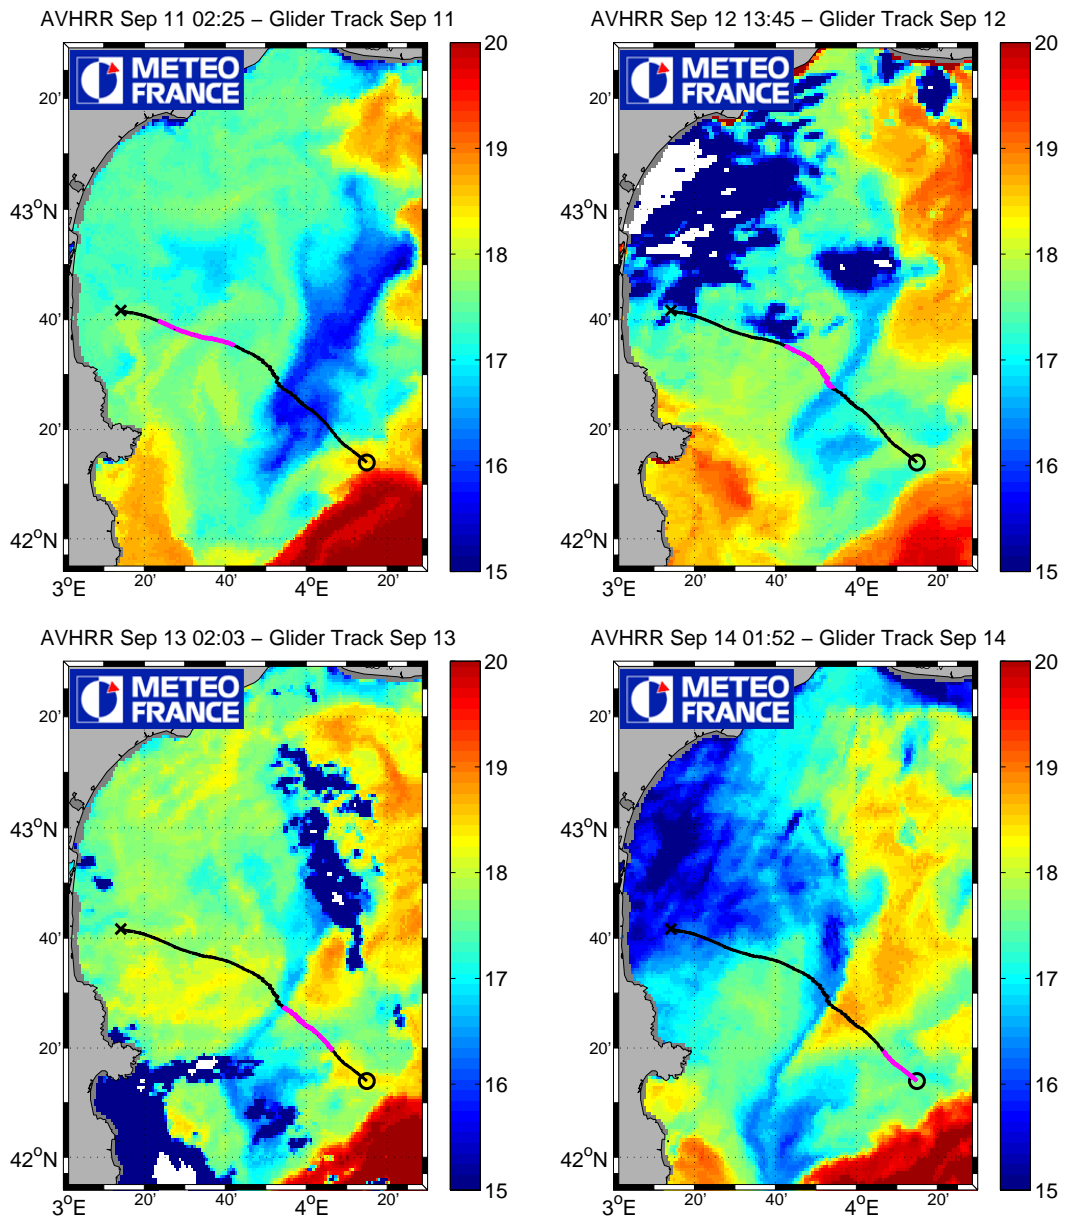 AVHRR Sep 11 02:25 – Glider Track Sep 11
METEO
FRANCE
20'
43°N
40'
20'
42°N
3°E
20'
40'
4°E
20'
20
19
18
17
16
15
AVHRR Sep 12 13:45 – Glider Track Sep 12
METEO
FRANCE
20'
43°N
40'
20'
42°N
3°E
20'
40'
4°E
20'
20
19
18
17
16
15
AVHRR Sep 13 02:03 – Glider Track Sep 13
METEO
FRANCE
20'
43°N
40'
20'
42°N
3°E
20'
40'
4°E
20'
20
19
18
17
16
15
AVHRR Sep 14 01:52 – Glider Track Sep 14
METEO
FRANCE
20'
43°N
40'
20'
42°N
3°E
20'
40'
4°E
20'
20
19
18
17
16
15